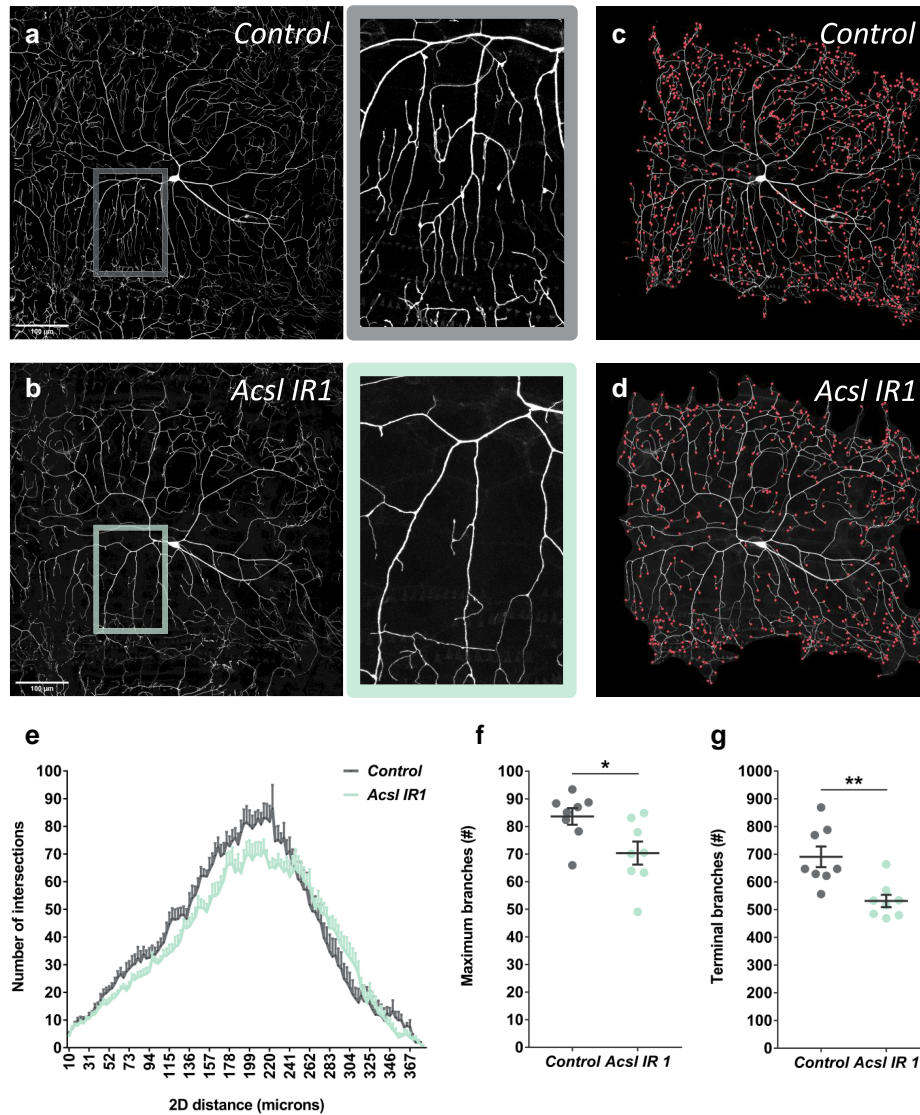 a
Control
100 µm
c
Control
b
Acsl IR1
100 µm
d
Acsl IR1
e
Number of intersections
100
90
80
70
60
50
40
30
20
10
0
10 31 52 73 94 115 136 157 178 199 220 241 262 283 304 325 346 367
2D distance (microns)
Control
Acsl IR1
f
Maximum branches (#)
100
90
80
70
60
50
40
30
20
10
0
*
Control Acsl IR 1
g
Terminal branches (#)
1000
900
800
700
600
500
400
300
200
100
0
**
Control Acsl IR 1